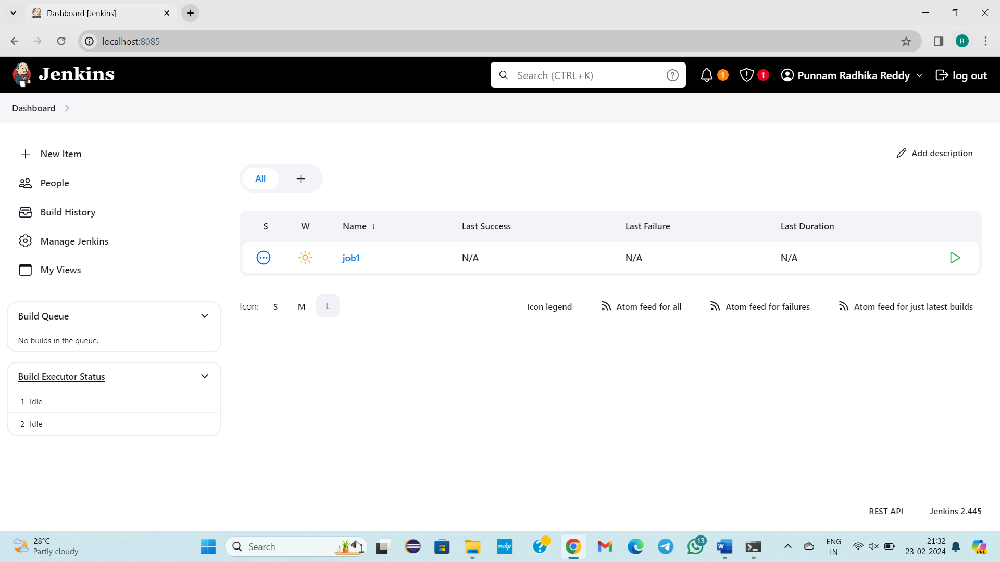 Dashboard [Jenkins]
localhost:8085
Jenkins
Search (CTRL+K)
?
1
1
Punnam Radhika Reddy
log out
Dashboard
New Item
Add description
People
All
Build History
Manage Jenkins
My Views
S W Name ↓ Last Success Last Failure Last Duration
job1 N/A N/A N/A
Icon: S M L
Icon legend
Atom feed for all
Atom feed for failures
Atom feed for just latest builds
Build Queue
No builds in the queue.
Build Executor Status
1 Idle
2 Idle
REST API
Jenkins 2.445
28°C
Partly cloudy
Search
myhp
13
W
ENG
IN
21:32
23-02-2024
PRE
R